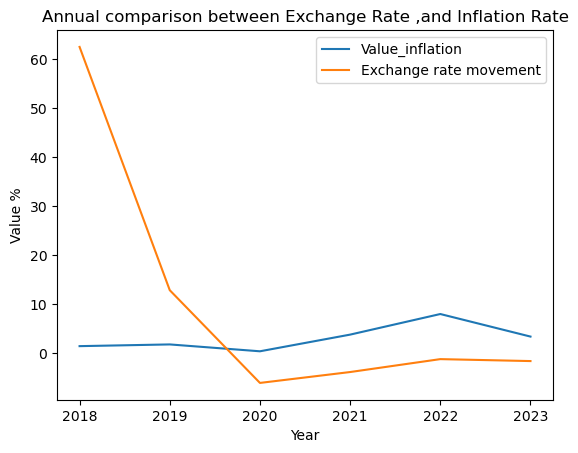 Annual comparison between Exchange Rate ,and Inflation Rate
Value_inflation
Exchange rate movement
Value %
60
50
40
30
20
10
0
2018 2019 2020 2021 2022 2023
Year